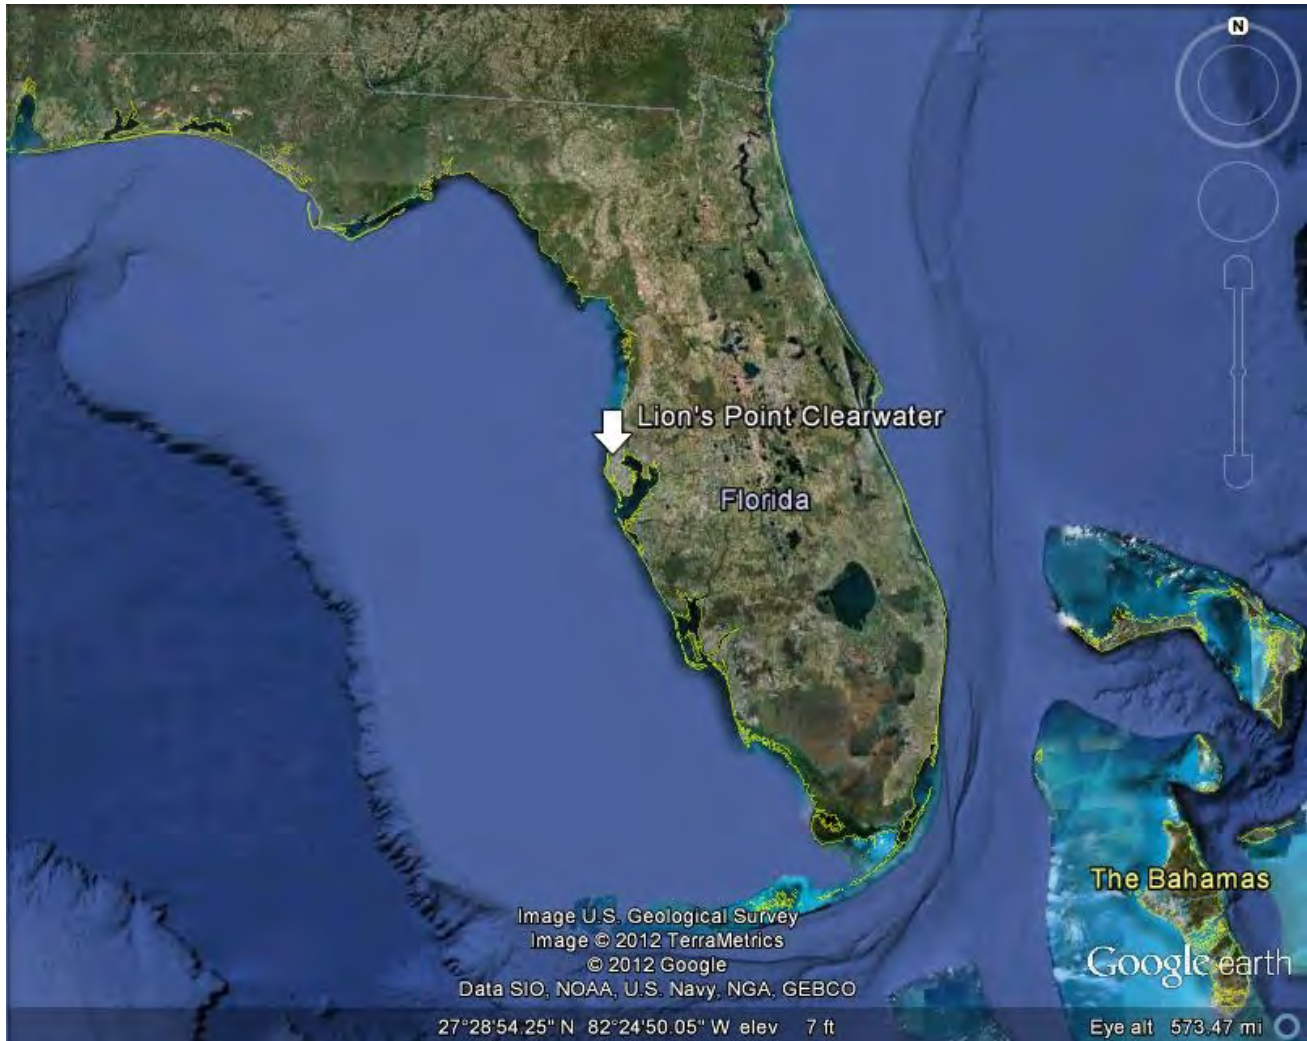 N
Lion's Point Clearwater
Florida
The Bahamas
Image U.S. Geological Survey
Image © 2012 TerraMetrics
© 2012 Google
Data SIO, NOAA, U.S. Navy, NGA, GEBCO
Google earth
27°28'54.25" N 82°24'50.05" W elev 7 ft
Eye alt 573.47 mi